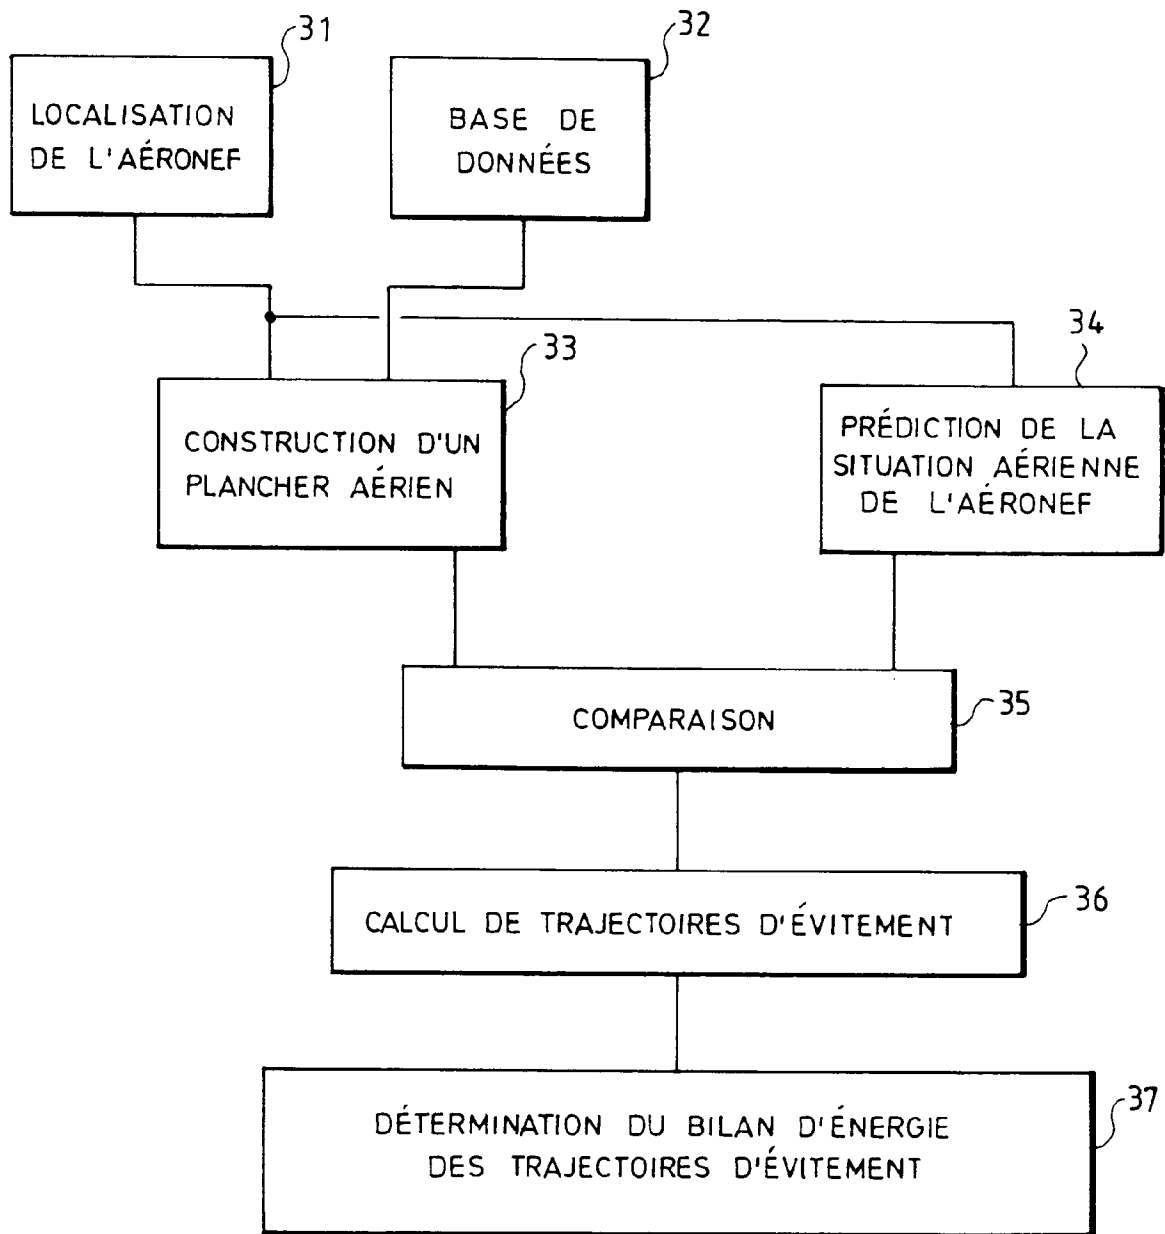 31
32
LOCALISATION
DE L'AÉRONEF
BASE DE
DONNÉES
33
34
CONSTRUCTION D'UN
PLANCHER AÉRIEN
PRÉDICTION DE LA
SITUATION AÉRIENNE
DE L'AÉRONEF
COMPARAISON
35
CALCUL DE TRAJECTOIRES D'ÉVITEMENT
36
DÉTERMINATION DU BILAN D'ÉNERGIE
DES TRAJECTOIRES D'ÉVITEMENT
37